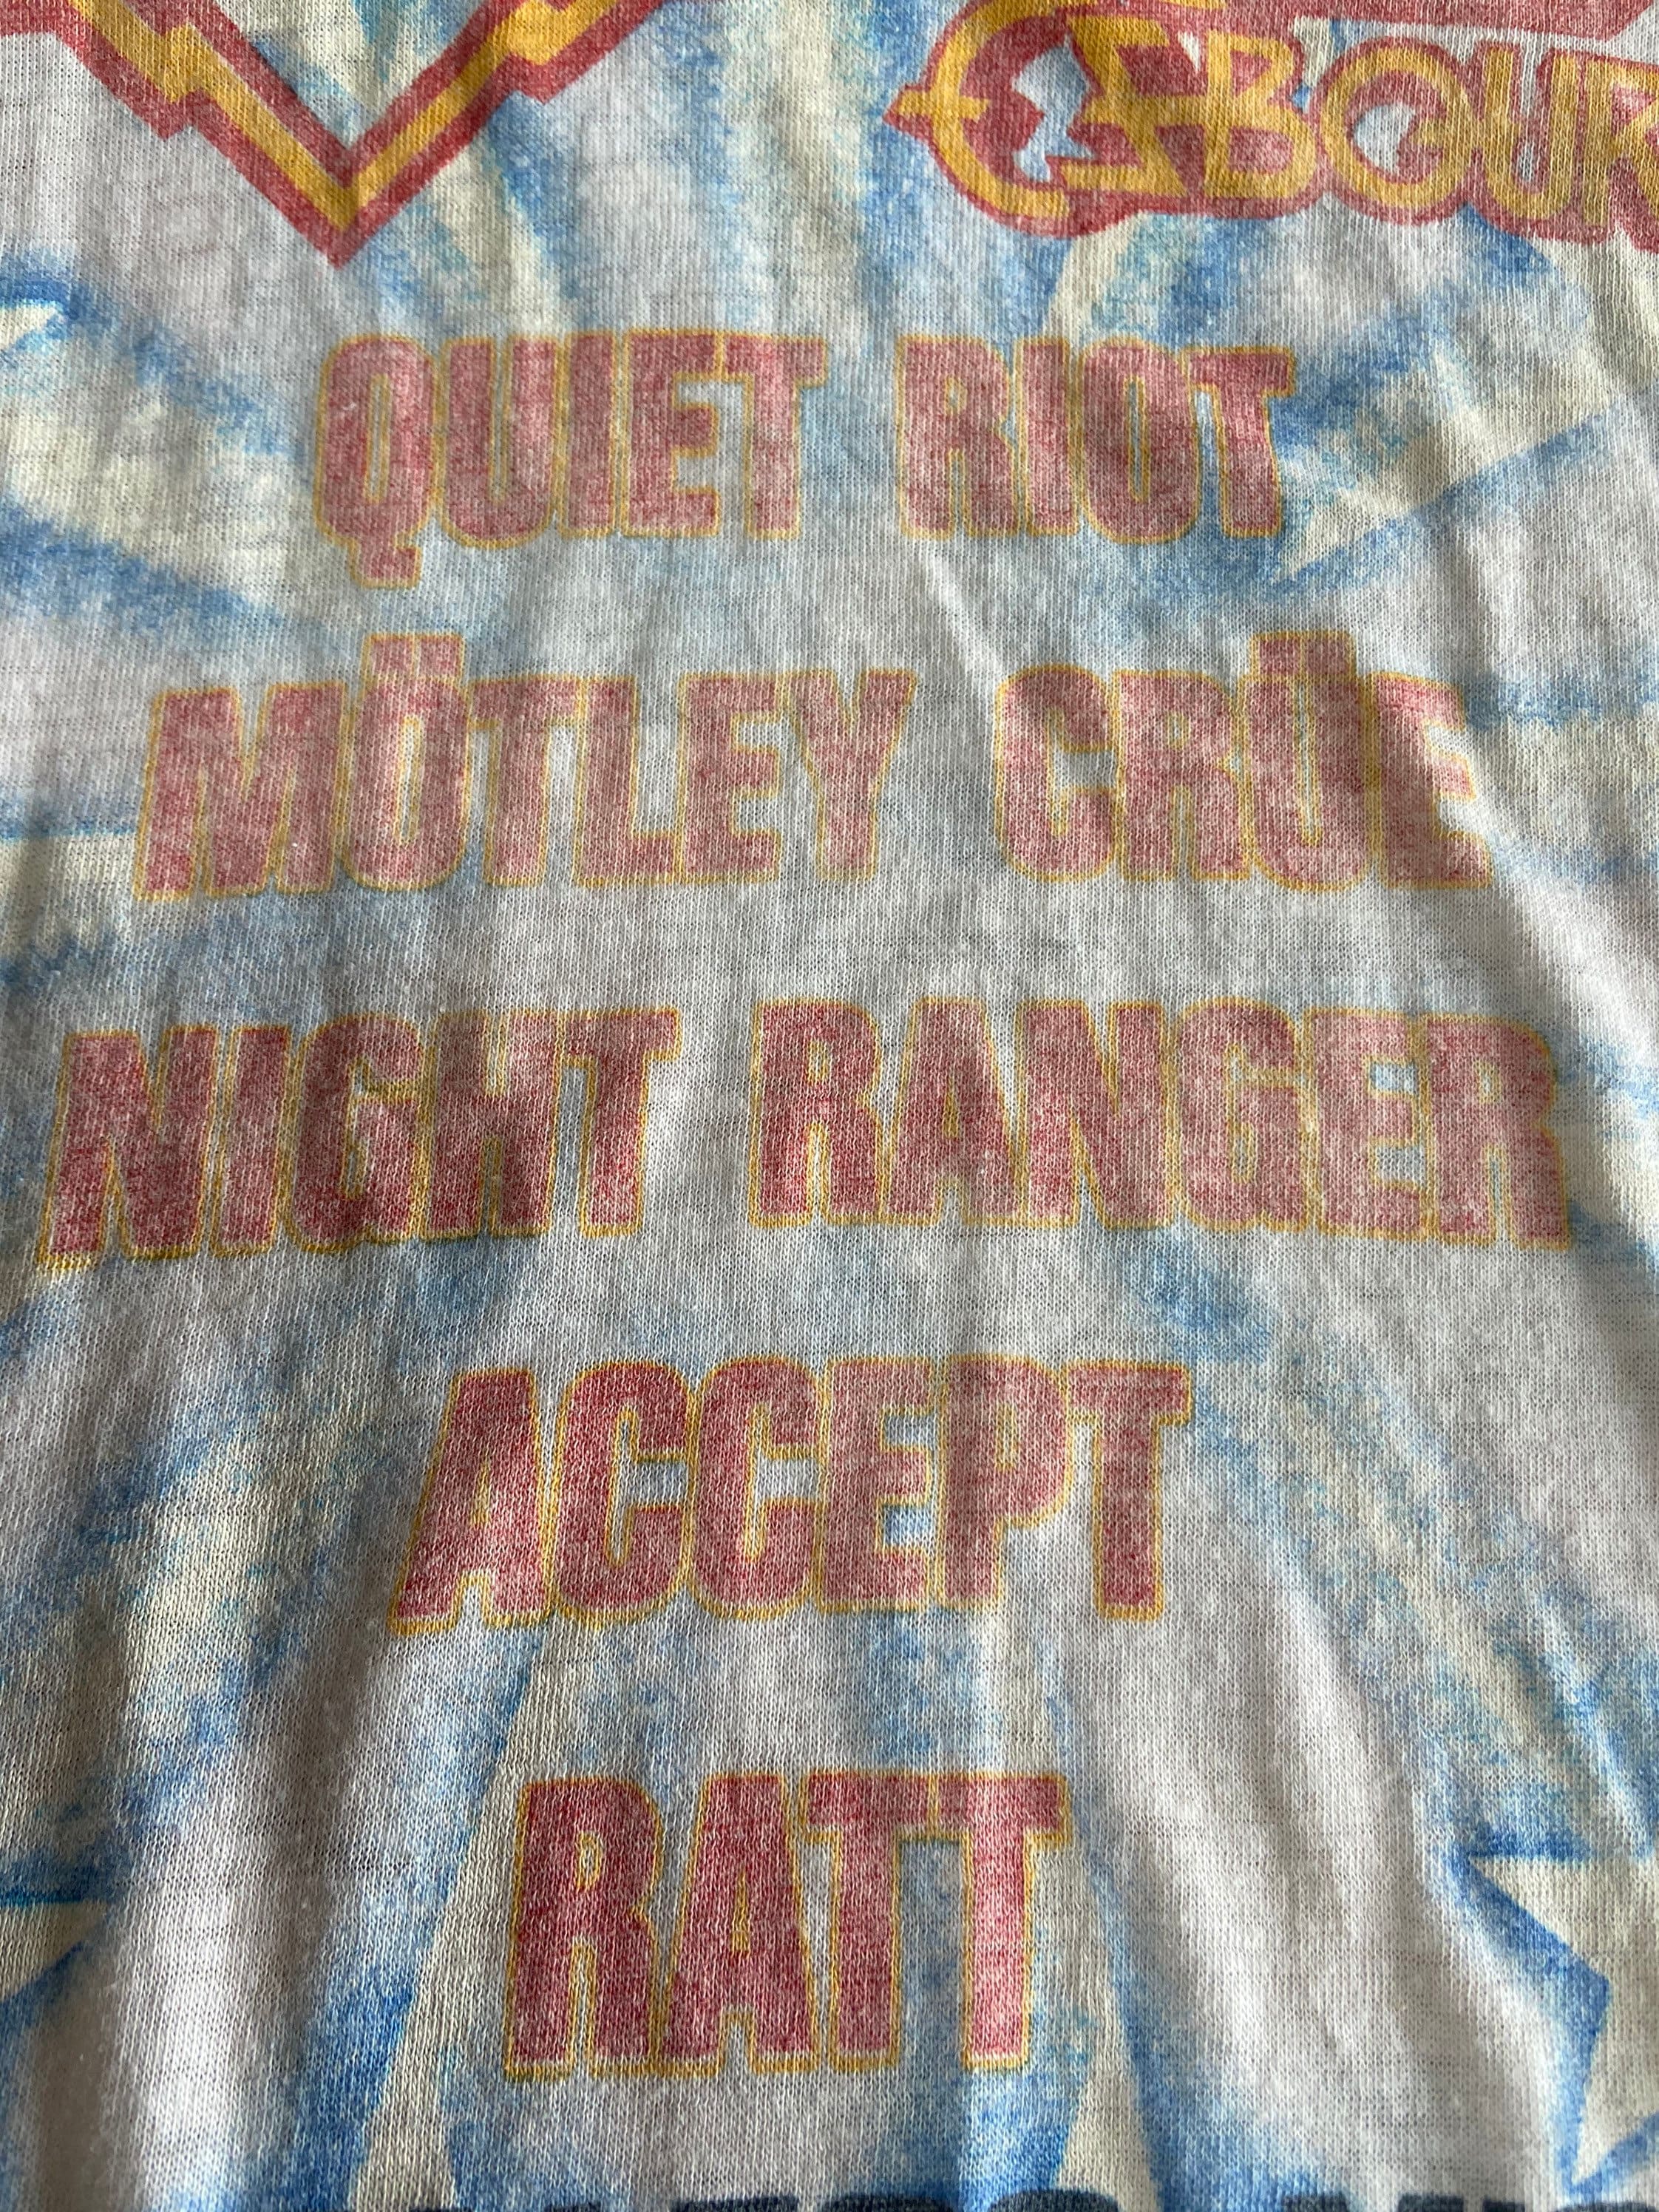 QUIET RIOT
MÖTLEY CRÜE
NIGHT RANGER
ACCEPT
RATT